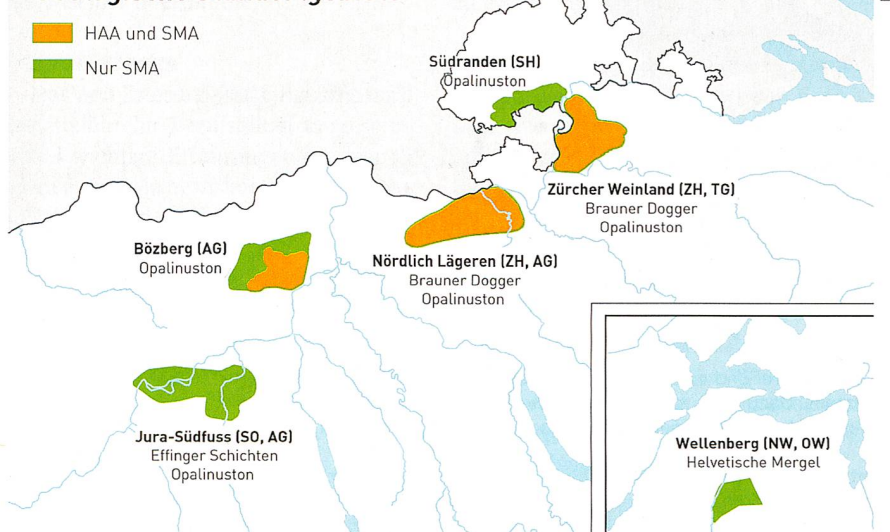 HAA und SMA
Nur SMA
Südranden (SH)
Opalinuston
Zürcher Weinland (ZH, TG)
Brauner Dogger
Opalinuston
Bözberg (AG)
Opalinuston
Nördlich Lägeren (ZH, AG)
Brauner Dogger
Opalinuston
Jura-Südfuss (SO, AG)
Effinger Schichten
Opalinuston
Wellenberg (NW, OW)
Helvetische Mergel